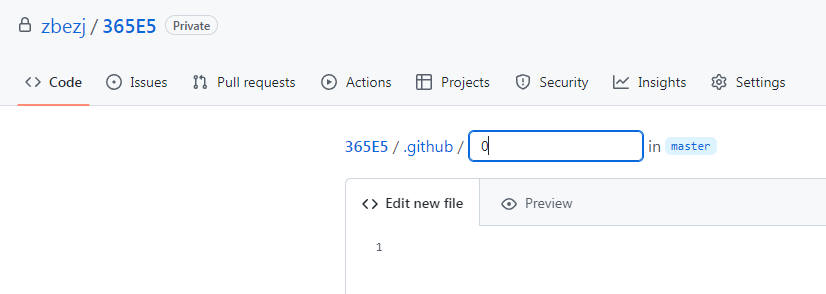 zbezj / 365E5 Private
Code Issues Pull requests Actions Projects Security Insights Settings
365E5 / .github / 0 in master
Edit new file Preview
1